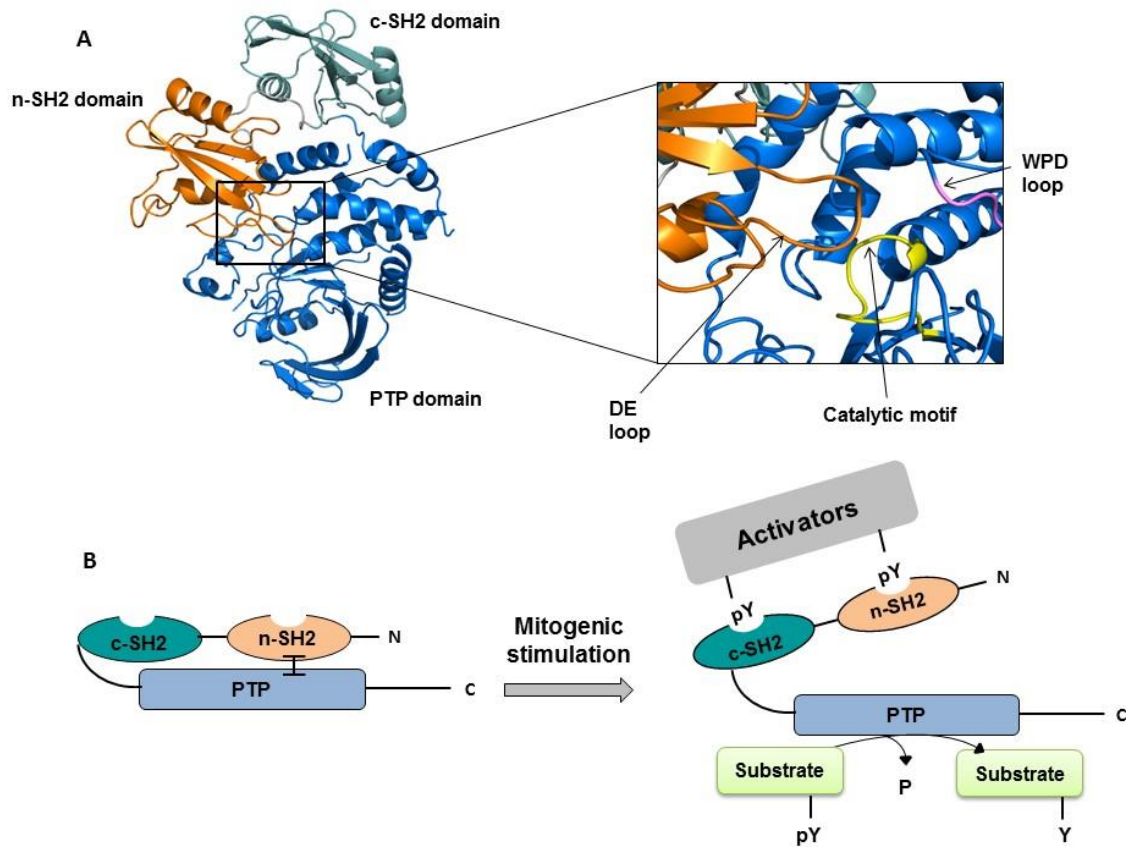 A
c-SH2 domain
n-SH2 domain
PTP domain
WPD
loop
DE
loop
Catalytic motif
B
c-SH2
n-SH2
N
PTP
C
Mitogenic
stimulation
Activators
pY
pY
c-SH2
n-SH2
N
PTP
C
Substrate
P
Substrate
pY
Y